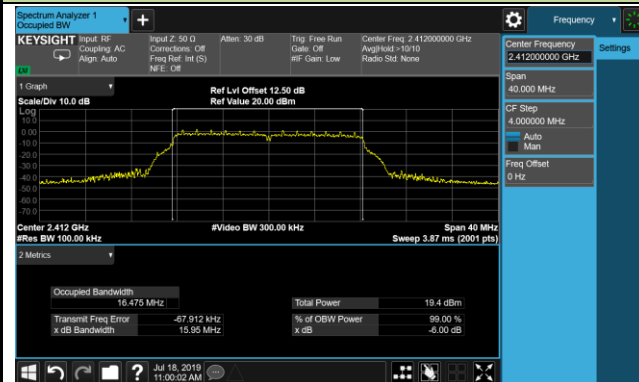 Spectrum Analyzer 1
Occupied BW
Frequency
KEYSIGHT Input: RF
Coupling: AC
Align: Auto
Input Z: 50 Ω
Corrections: Off
Freq Ref: Int (S)
NFE: Off
Atten: 30 dB
Trig: Free Run
Gate: Off
#IF Gain: Low
Center Freq: 2.412000000 GHz
Avg|Hold:>10/10
Radio Std: None
Center Frequency
2.412000000 GHz
Settings
Span
40.000 MHz
CF Step
4.000000 MHz
Auto
Man
Freq Offset
0 Hz
1 Graph
Scale/Div 10.0 dB
Ref Lvl Offset 12.50 dB
Ref Value 20.00 dBm
Log
10.0
0.00
-10.0
-20.0
-30.0
-40.0
-50.0
-60.0
-70.0
Center 2.412 GHz
#Video BW 300.00 kHz
Span 40 MHz
#Res BW 100.00 kHz
Sweep 3.87 ms (2001 pts)
2 Metrics
Occupied Bandwidth
16.475 MHz
Total Power 19.4 dBm
Transmit Freq Error -67.912 kHz
% of OBW Power 99.00 %
x dB Bandwidth 15.95 MHz
x dB -6.00 dB
Jul 18, 2019
11:00:02 AM